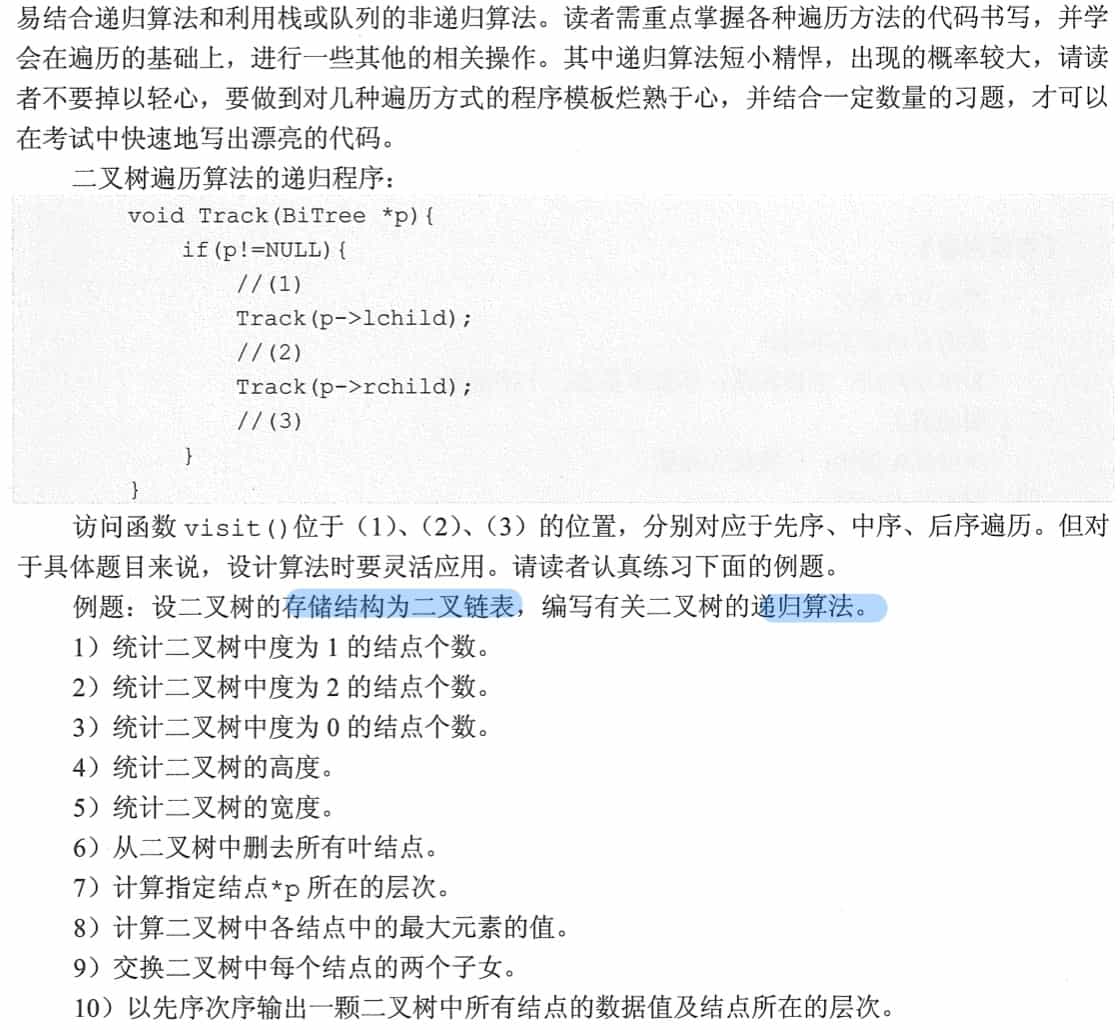 易结合递归算法和利用栈或队列的非递归算法。读者需重点掌握各种遍历方法的代码书写，并学
会在遍历的基础上，进行一些其他的相关操作。其中递归算法短小精悍，出现的概率较大，请读
者不要掉以轻心，要做到对几种遍历方式的程序模板烂熟于心，并结合一定数量的习题，才可以
在考试中快速地写出漂亮的代码。
二叉树遍历算法的递归程序：
void Track(BiTree *p){
if(p!=NULL){
//(1)
Track(p->lchild);
//(2)
Track(p->rchild);
//(3)
}
}
访问函数 visit()位于（1）、（2）、（3）的位置，分别对应于先序、中序、后序遍历。但对
于具体题目来说，设计算法时要灵活应用。请读者认真练习下面的例题。
例题：设二叉树的存储结构为二叉链表，编写有关二叉树的递归算法。
1）统计二叉树中度为 1 的结点个数。
2）统计二叉树中度为 2 的结点个数。
3）统计二叉树中度为 0 的结点个数。
4）统计二叉树的高度。
5）统计二叉树的宽度。
6）从二叉树中删去所有叶结点。
7）计算指定结点*p 所在的层次。
8）计算二叉树中各结点中的最大元素的值。
9）交换二叉树中每个结点的两个子女。
10）以先序次序输出一颗二叉树中所有结点的数据值及结点所在的层次。